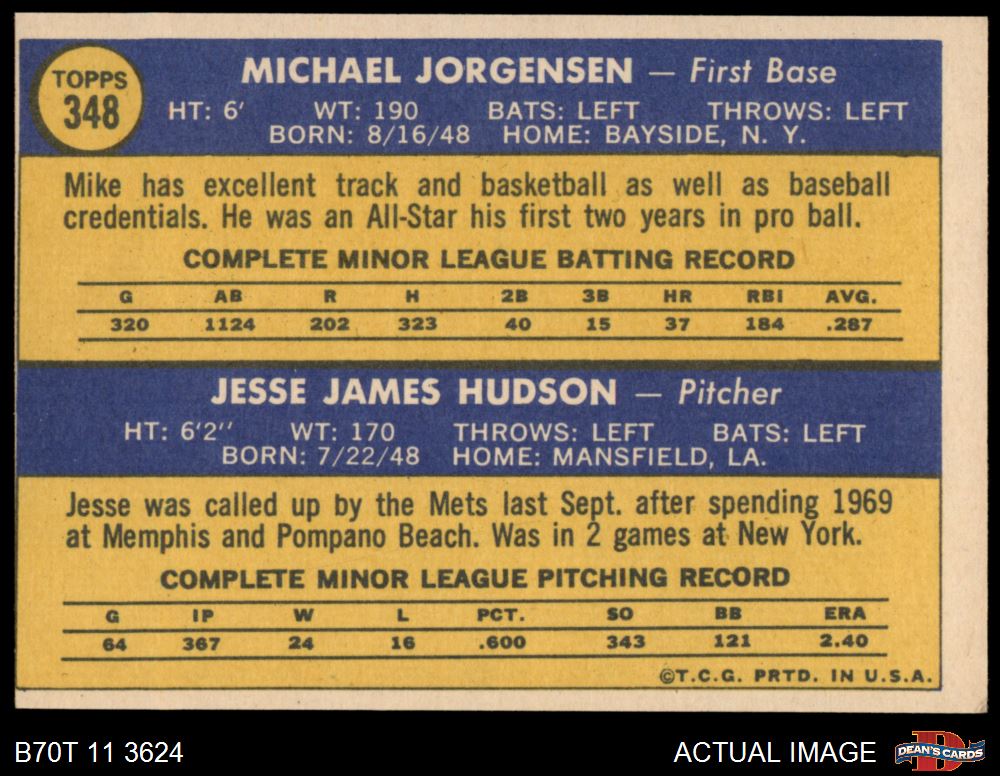 TOPPS
348
MICHAEL JORGENSEN — First Base
HT: 6' WT: 190 BATS: LEFT THROWS: LEFT
BORN: 8/16/48 HOME: BAYSIDE, N. Y.
Mike has excellent track and basketball as well as baseball
credentials. He was an All-Star his first two years in pro ball.
COMPLETE MINOR LEAGUE BATTING RECORD
G AB R H 2B 3B HR RBI AVG.
320 1124 202 323 40 15 37 184 .287
JESSE JAMES HUDSON — Pitcher
HT: 6'2'' WT: 170 THROWS: LEFT BATS: LEFT
BORN: 7/22/48 HOME: MANSFIELD, LA.
Jesse was called up by the Mets last Sept. after spending 1969
at Memphis and Pompano Beach. Was in 2 games at New York.
COMPLETE MINOR LEAGUE PITCHING RECORD
G IP W L PCT. SO BB ERA
64 367 24 16 .600 343 121 2.40
©T.C.G. PRTD. IN U.S.A.
B70T 11 3624 ACTUAL IMAGE
D
DEAN'S CARDS